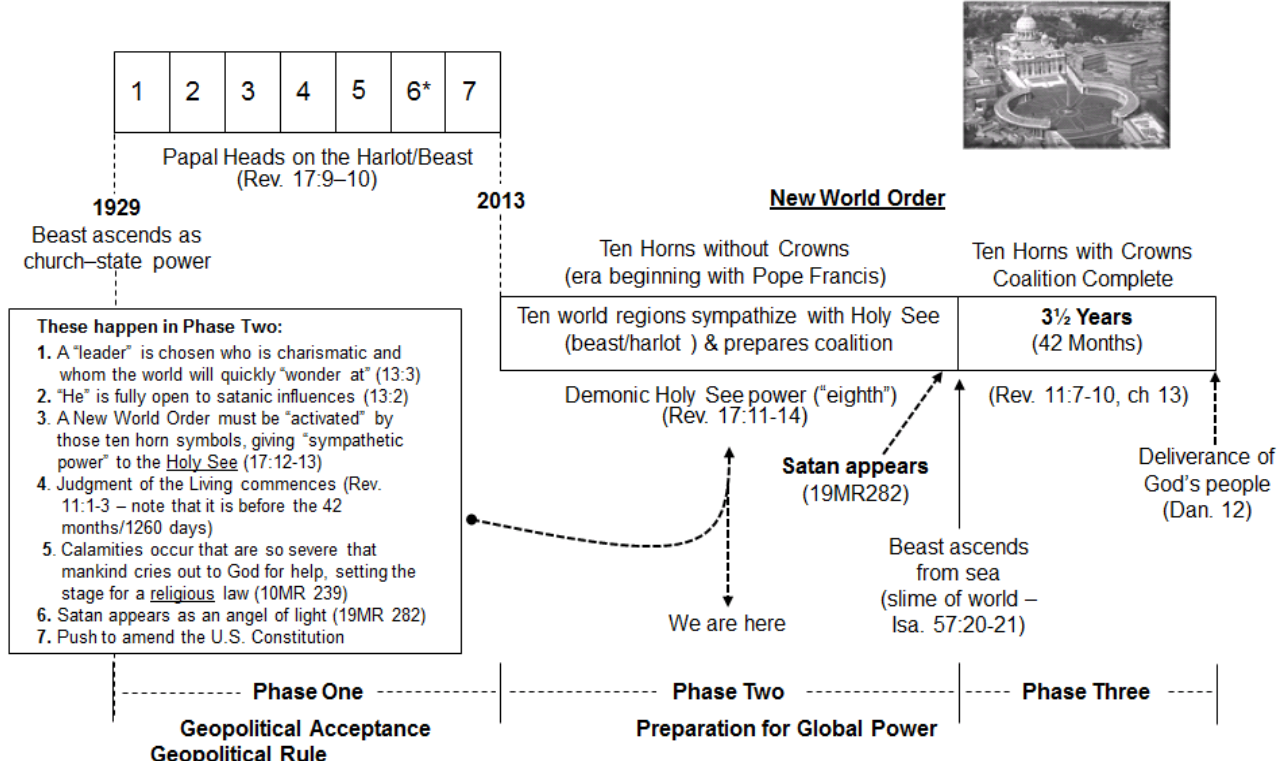 1 2 3 4 5 6* 7
Papal Heads on the Harlot/Beast
(Rev. 17:9–10)
1929
Beast ascends as
church–state power
2013
New World Order
Ten Horns without Crowns
(era beginning with Pope Francis)
Ten Horns with Crowns
Coalition Complete
Ten world regions sympathize with Holy See
(beast/harlot ) & prepares coalition
3½ Years
(42 Months)
Demonic Holy See power (“eighth”)
(Rev. 17:11-14)
(Rev. 11:7-10, ch 13)
These happen in Phase Two:
1. A “leader” is chosen who is charismatic and
whom the world will quickly “wonder at” (13:3)
2. “He” is fully open to satanic influences (13:2)
3. A New World Order must be “activated” by
those ten horn symbols, giving “sympathetic
power” to the Holy See (17:12-13)
4. Judgment of the Living commences (Rev.
11:1-3 – note that it is before the 42
months/1260 days)
5. Calamities occur that are so severe that
mankind cries out to God for help, setting the
stage for a religious law (10MR 239)
6. Satan appears as an angel of light (19MR 282)
7. Push to amend the U.S. Constitution
Satan appears
(19MR282)
Deliverance of
God’s people
(Dan. 12)
Beast ascends
from sea
(slime of world –
Isa. 57:20-21)
We are here
Phase One
Phase Two
Phase Three
Geopolitical Acceptance
Preparation for Global Power
Geopolitical Rule